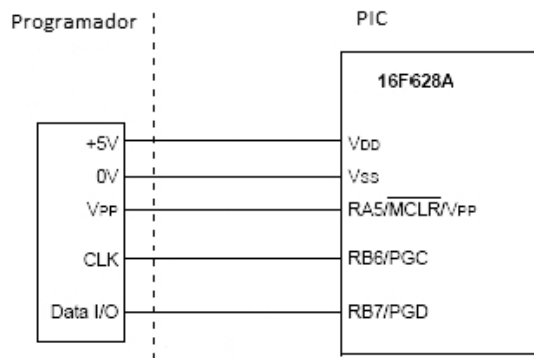 Programador PIC
16F628A
+5V VDD
0V VSS
VPP RA5/MCLR/VPP
CLK RB6/PGC
Data I/O RB7/PGD